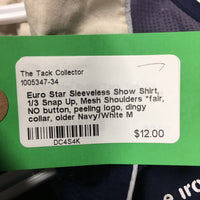 The Tack Collector
1005347-34
Euro Star Sleeveless Show Shirt,
1/3 Snap Up, Mesh Shoulders *fair,
NO button, peeling logo, dingy
collar, older Navy/White M
DC4S4K
$12.00